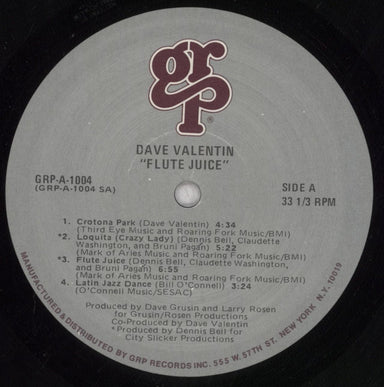 grp
®
DAVE VALENTIN
"FLUTE JUICE"
GRP-A-1004
(GRP-A-1004 SA)
SIDE A
33 1/3 RPM
1. Crotona Park (Dave Valentin) 4:34
(Third Eye Music and Roaring Fork Music/BMI)
*2. Loquita (Crazy Lady) (Dennis Bell, Claudette
Washington, and Bruni Pagan) 5:22
(Mark of Aries Music and Roaring Fork Music/BMI)
*3. Flute Juice (Dennis Bell, Claudette Washington,
and Bruni Pagan) 6:55
(Mark of Aries Music and Roaring Fork Music/BMI)
4. Latin Jazz Dance (Bill O'Connell) 3:24
(O'Connell Music/SESAC)
Produced by Dave Grusin and Larry Rosen
for Grusin/Rosen Productions
Co-Produced by Dave Valentin
*Produced by Dennis Bell for
City Slicker Productions
MANUFACTURED & DISTRIBUTED BY GRP RECORDS INC. 555 W. 57TH ST. NEW YORK, N.Y. 10019